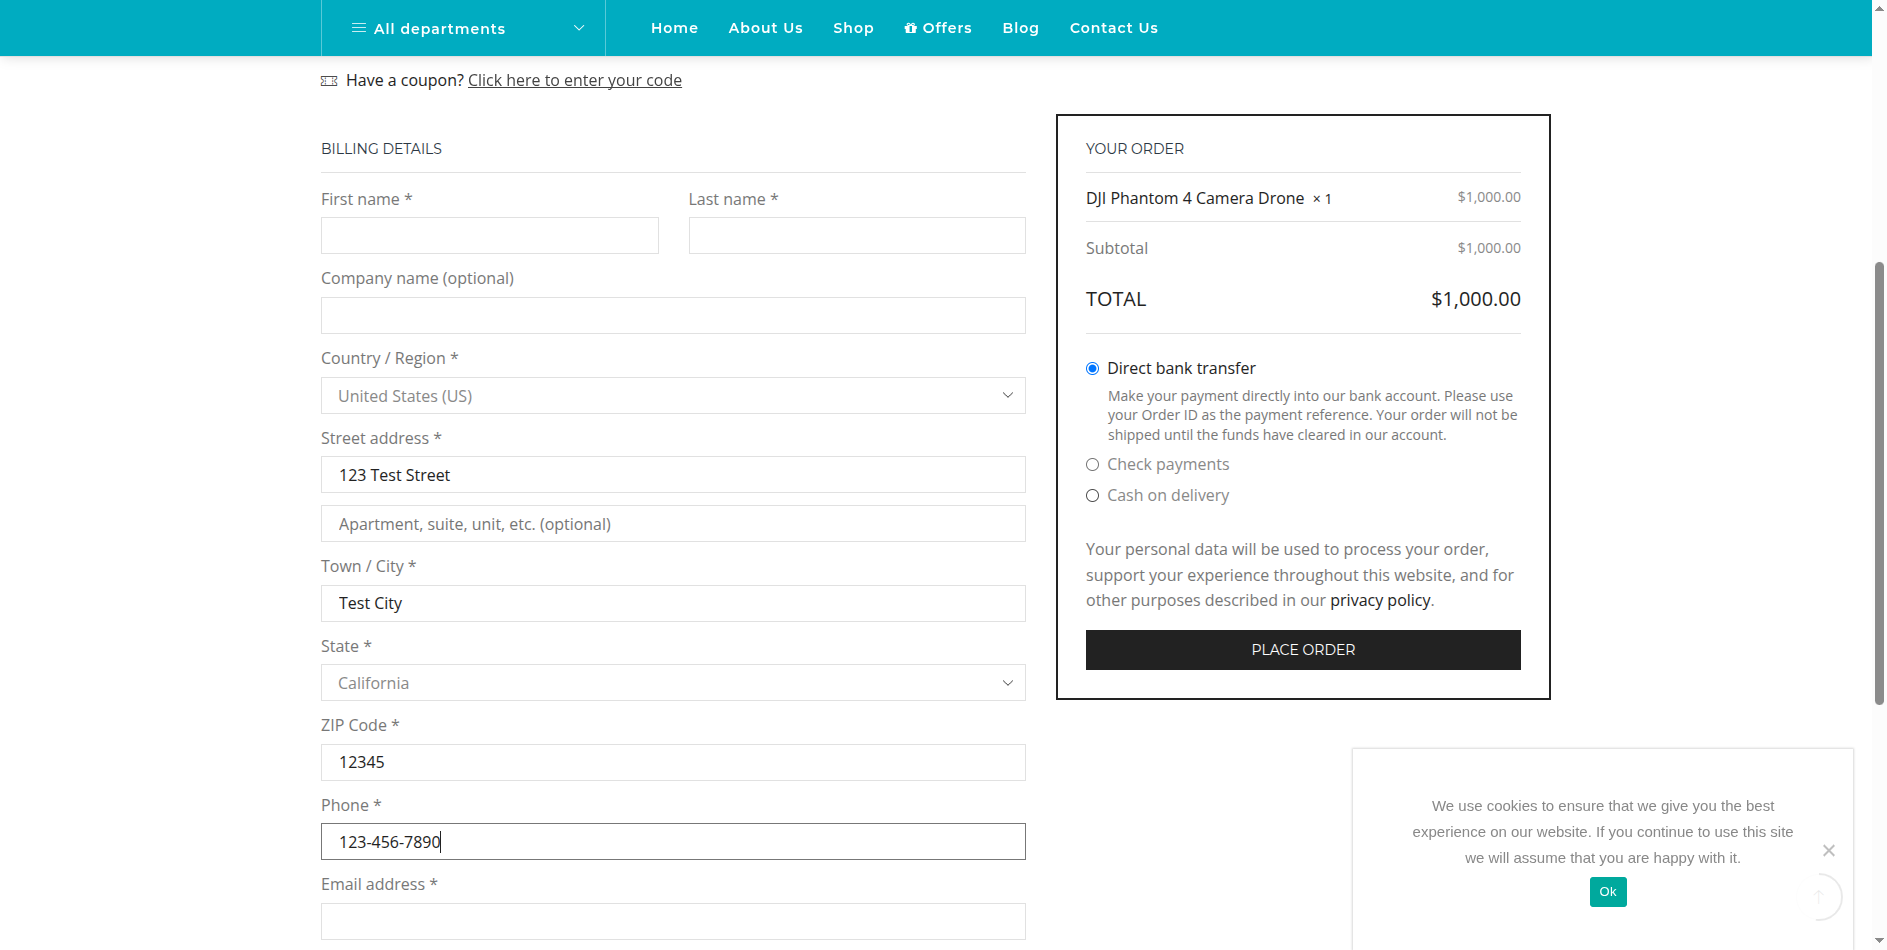 All departments
Home
About Us
Shop
Offers
Blog
Contact Us
Have a coupon? Click here to enter your code
BILLING DETAILS
First name *
Last name *
Company name (optional)
Country / Region *
United States (US)
Street address *
123 Test Street
Apartment, suite, unit, etc. (optional)
Town / City *
Test City
State *
California
ZIP Code *
12345
Phone *
123-456-7890
Email address *
YOUR ORDER
DJI Phantom 4 Camera Drone × 1
$1,000.00
Subtotal
$1,000.00
TOTAL
$1,000.00
Direct bank transfer
Make your payment directly into our bank account. Please use
your Order ID as the payment reference. Your order will not be
shipped until the funds have cleared in our account.
Check payments
Cash on delivery
Your personal data will be used to process your order,
support your experience throughout this website, and for
other purposes described in our privacy policy.
PLACE ORDER
We use cookies to ensure that we give you the best
experience on our website. If you continue to use this site
we will assume that you are happy with it.
Ok